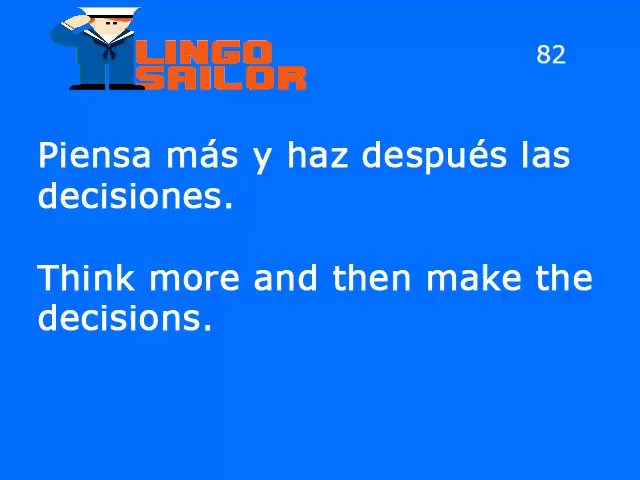 LINGO
SAILOR
82
Piensa más y haz después las
decisiones.
Think more and then make the
decisions.